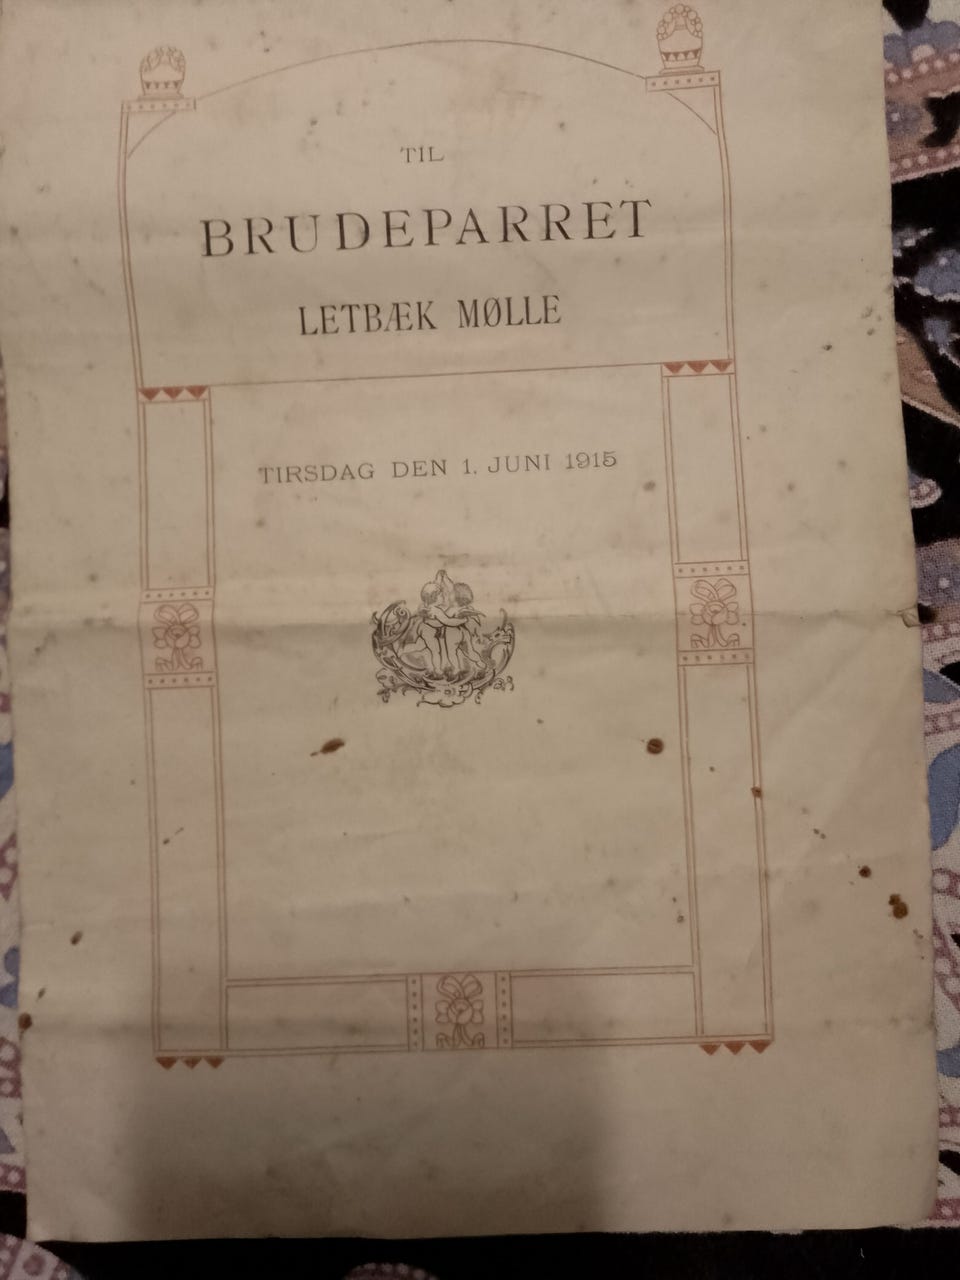 TIL
BRUDEPARRET
LETBÆK MØLLE
TIRSDAG DEN 1. JUNI 1915